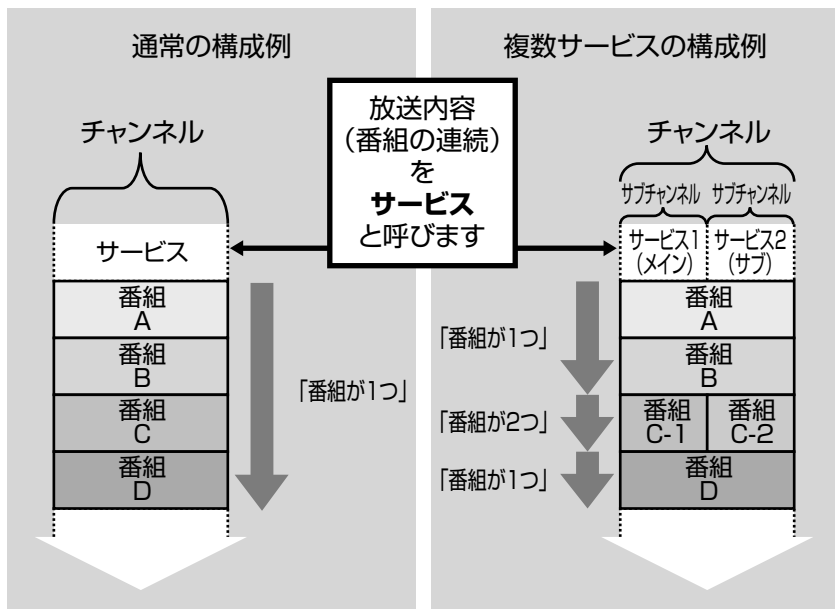 通常の構成例
チャンネル
サービス
番組
A
番組
B
番組
C
番組
D
「番組が1つ」
放送内容
（番組の連続）
を
サービス
と呼びます
複数サービスの構成例
チャンネル
サブチャンネル サブチャンネル
サービス1 サービス2
（メイン） （サブ）
番組
A
番組
B
番組 番組
C-1 C-2
番組
D
「番組が1つ」
「番組が2つ」
「番組が1つ」